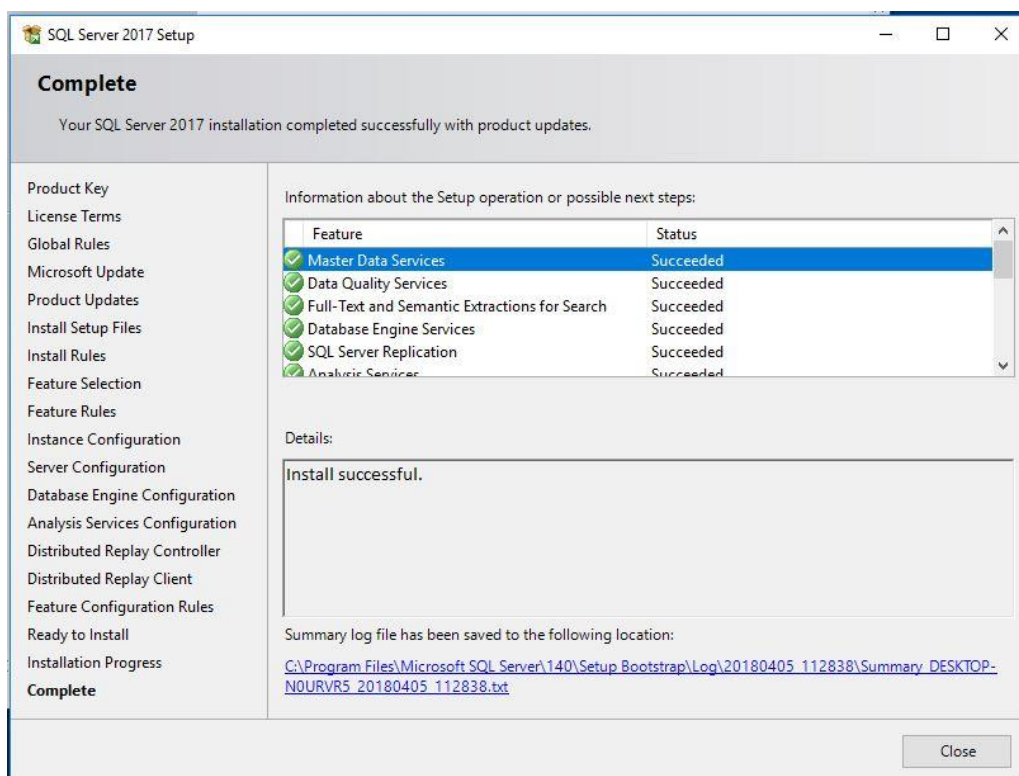 SQL Server 2017 Setup
Complete
Your SQL Server 2017 installation completed successfully with product updates.
Product Key
License Terms
Global Rules
Microsoft Update
Product Updates
Install Setup Files
Install Rules
Feature Selection
Feature Rules
Instance Configuration
Server Configuration
Database Engine Configuration
Analysis Services Configuration
Distributed Replay Controller
Distributed Replay Client
Feature Configuration Rules
Ready to Install
Installation Progress
Complete
Information about the Setup operation or possible next steps:
Feature Status
Master Data Services Succeeded
Data Quality Services Succeeded
Full-Text and Semantic Extractions for Search Succeeded
Database Engine Services Succeeded
SQL Server Replication Succeeded
Analysis Services Succeeded
Details:
Install successful.
Summary log file has been saved to the following location:
C:\Program Files\Microsoft SQL Server\140\Setup Bootstrap\Log\20180405_112838\Summary_DESKTOP-
N0URVR5_20180405_112838.txt
Close